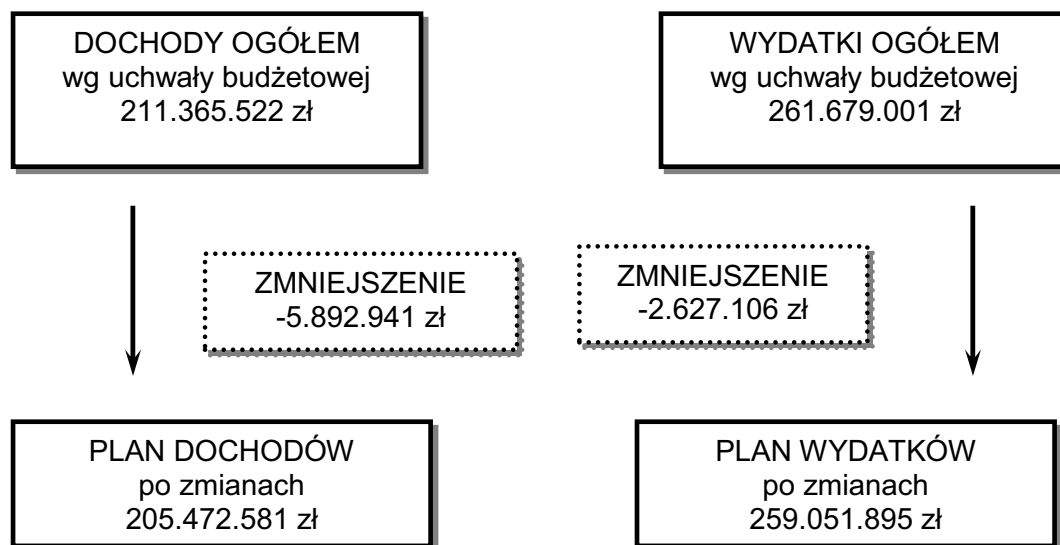 DOCHODY OGÓŁEM
wg uchwały budżetowej
211.365.522 zł
WYDATKI OGÓŁEM
wg uchwały budżetowej
261.679.001 zł
ZMNIEJSZENIE
-5.892.941 zł
ZMNIEJSZENIE
-2.627.106 zł
PLAN DOCHODÓW
po zmianach
205.472.581 zł
PLAN WYDATKÓW
po zmianach
259.051.895 zł